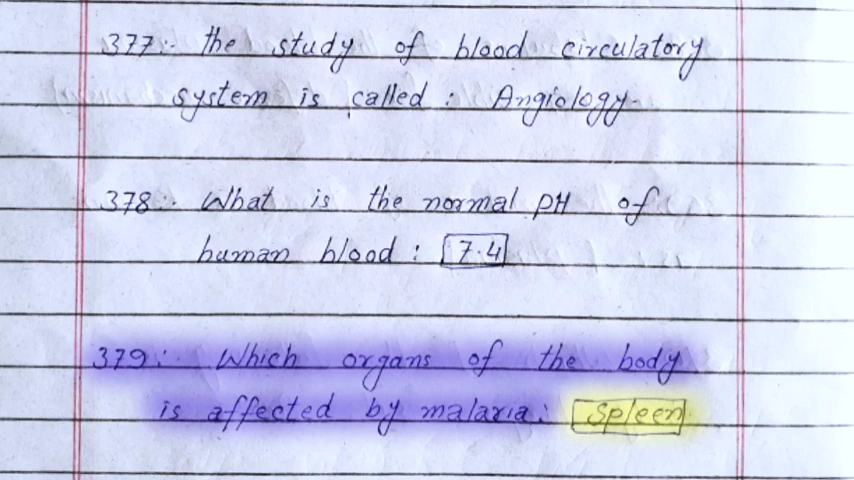 377:- the study of blood circulatory
system is called : Angiology-
378:- What is the normal PH of
human blood : 7.4
379:- Which organs of the body
is affected by malaria: Spleen